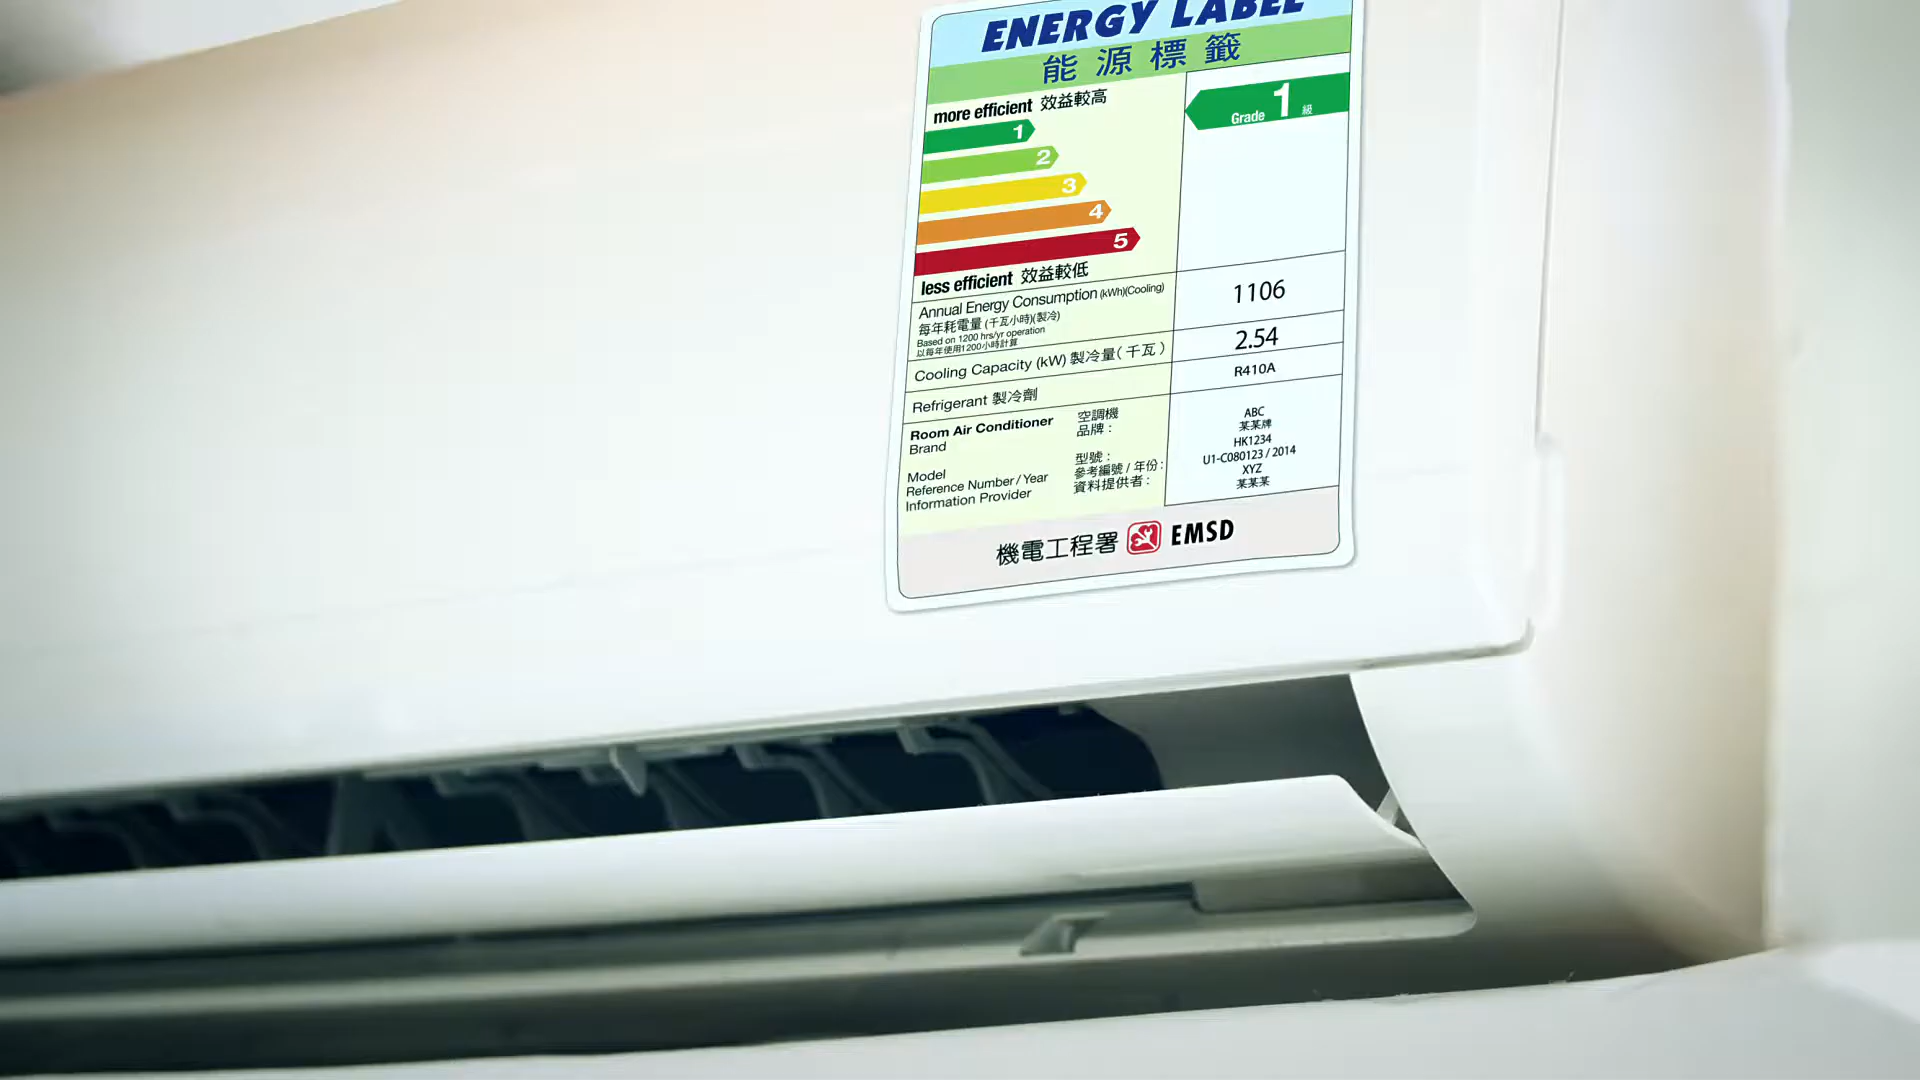 ENERGY LABEL
能源標籤
more efficient 效益較高
1
2
3
4
5
less efficient 效益較低
Grade 1 級
Annual Energy Consumption (kWh)(Cooling)
每年耗電量 (千瓦小時)(製冷)
Based on 1200 hrs/yr operation
以每年使用1200小時計算
1106
Cooling Capacity (kW) 製冷量(千瓦)
2.54
Refrigerant 製冷劑
R410A
Room Air Conditioner 空調機
Brand 品牌:
Model 型號:
Reference Number / Year 參考編號 / 年份:
Information Provider 資料提供者:
ABC
某某牌
HK1234
U1-C080123 / 2014
XYZ
某某某
機電工程署 EMSD